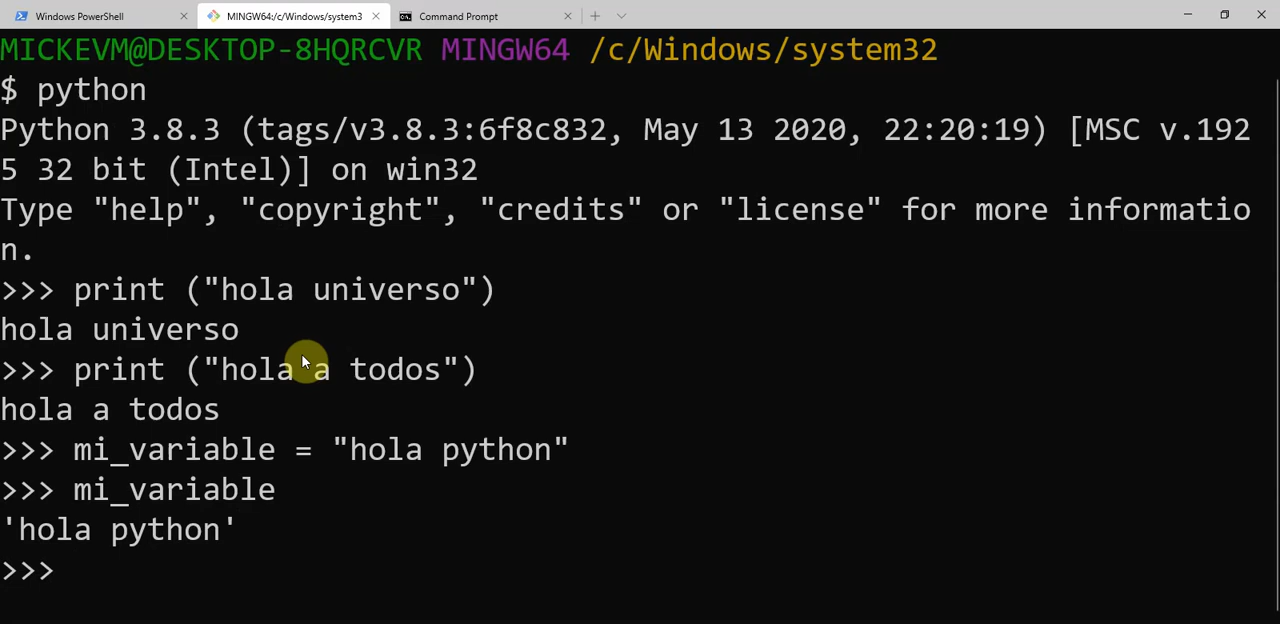 Windows PowerShell
MINGW64:/c/Windows/system3
Command Prompt
MICKEVM@DESKTOP-8HQRCVR MINGW64 /c/Windows/system32
$ python
Python 3.8.3 (tags/v3.8.3:6f8c832, May 13 2020, 22:20:19) [MSC v.192
5 32 bit (Intel)] on win32
Type "help", "copyright", "credits" or "license" for more informatio
n.
>>> print ("hola universo")
hola universo
>>> print ("hola a todos")
hola a todos
>>> mi_variable = "hola python"
>>> mi_variable
'hola python'
>>>